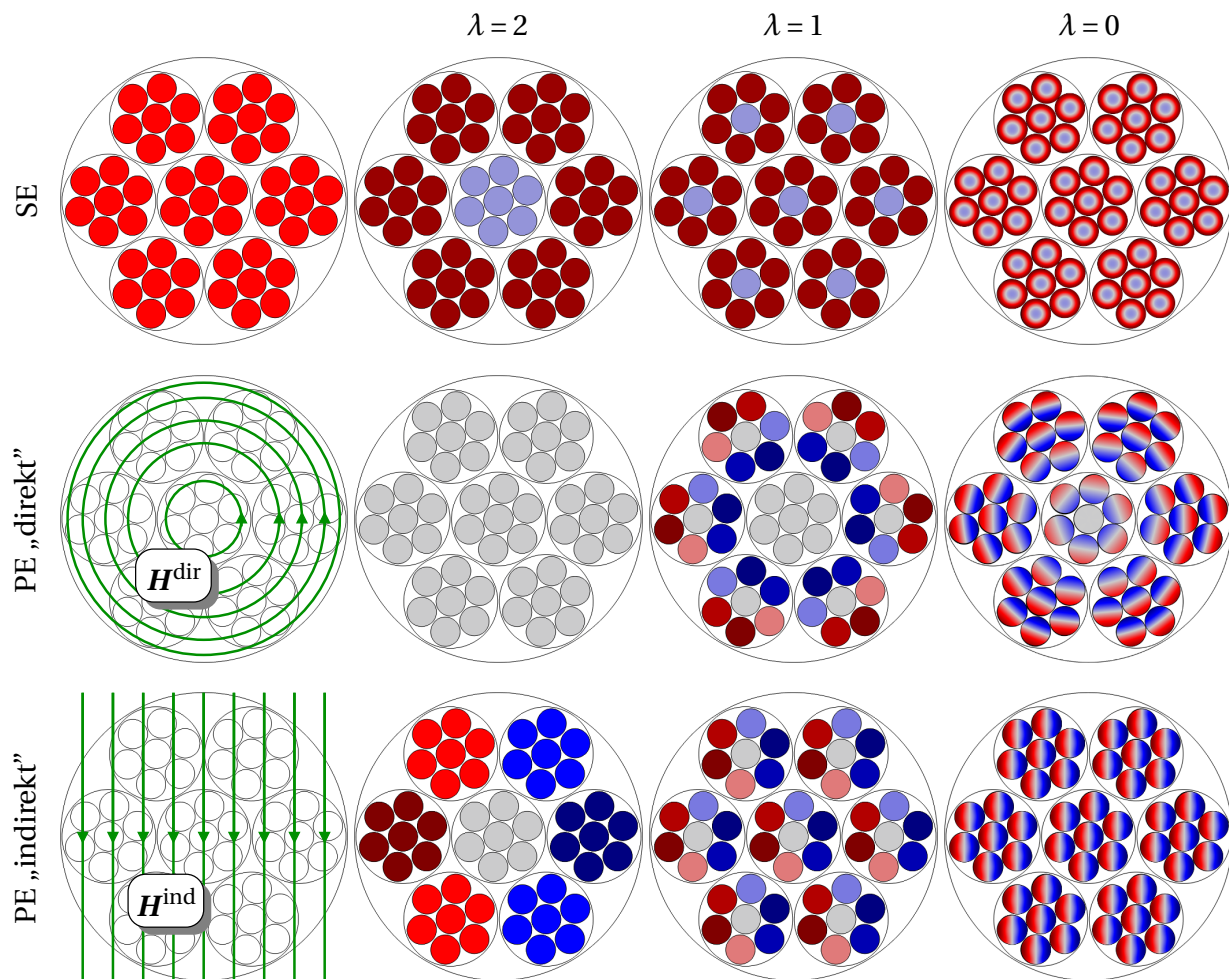 λ = 2
λ = 1
λ = 0
SE
PE „direkt”
H^dir
PE „indirekt”
H^ind